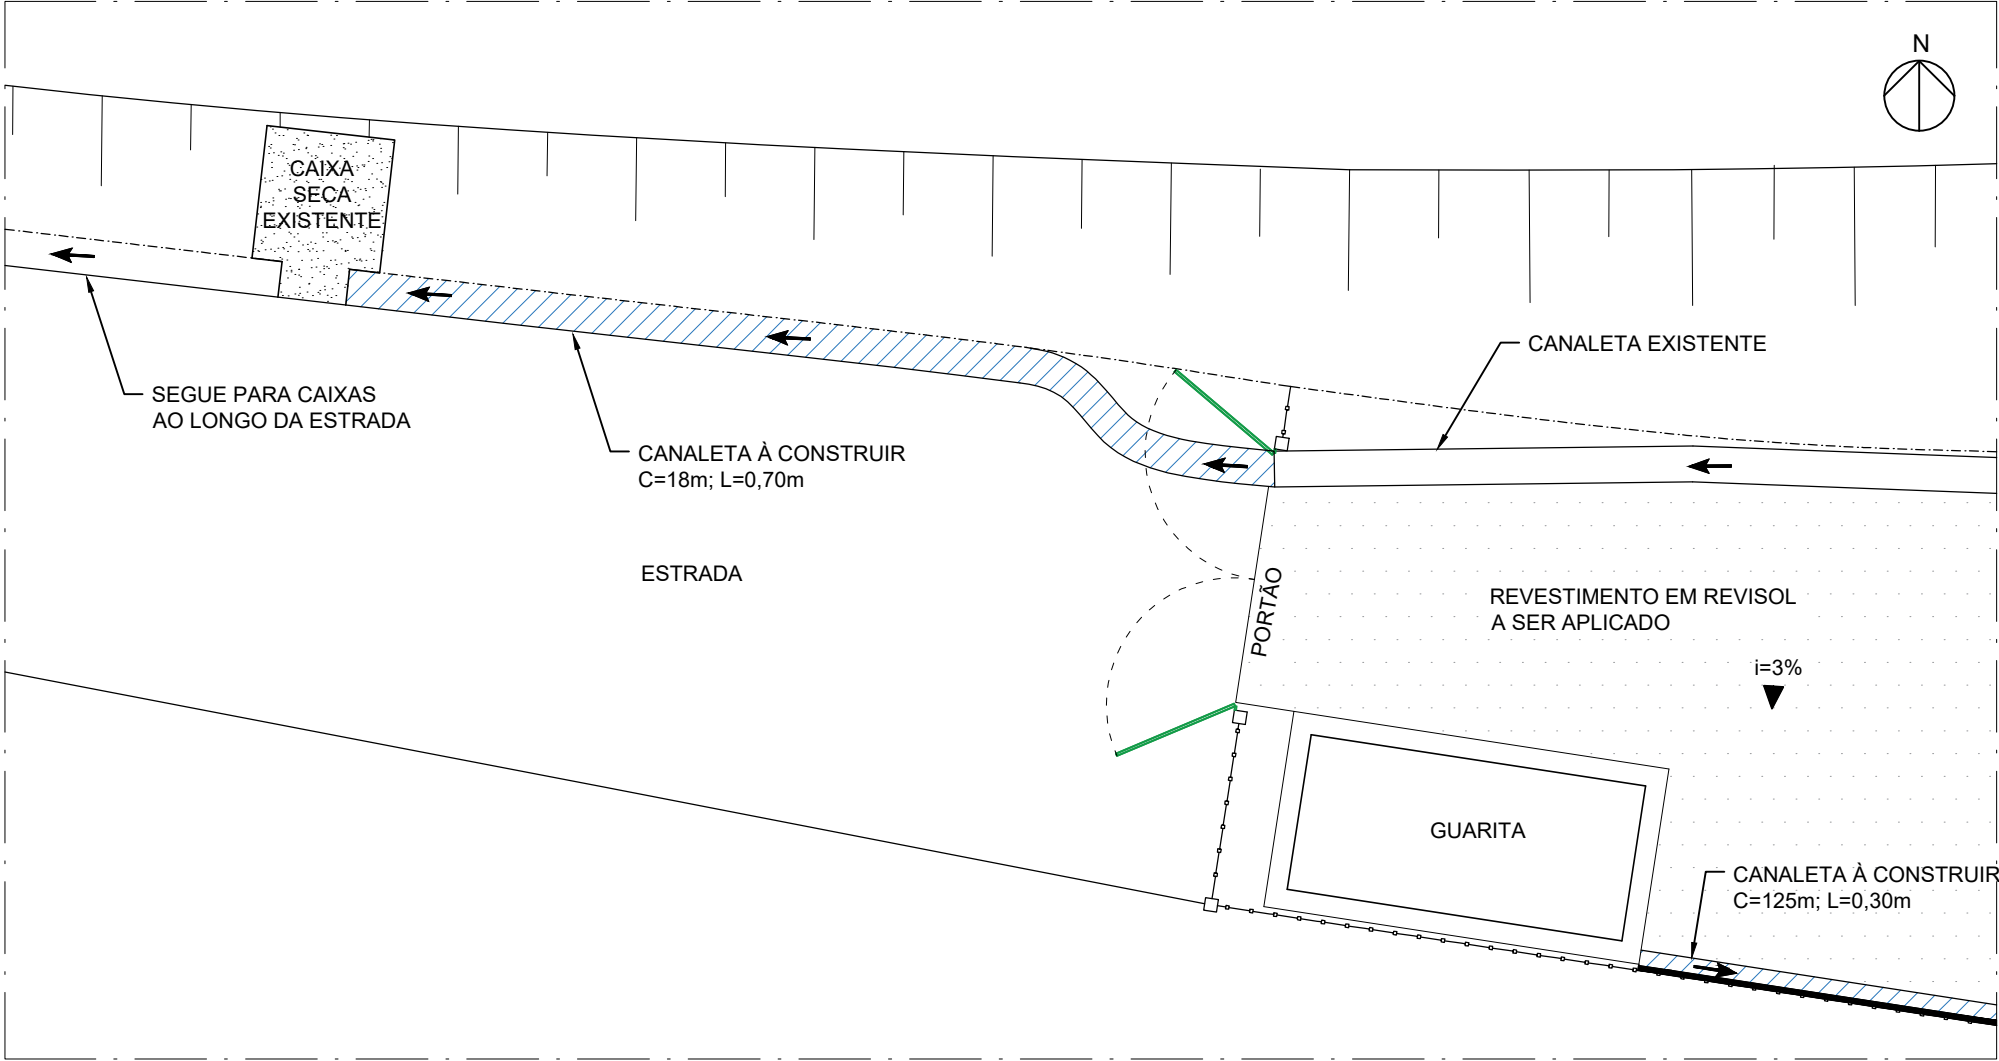 N
CAIXA
SECA
EXISTENTE
CANALETA EXISTENTE
SEGUE PARA CAIXAS
AO LONGO DA ESTRADA
CANALETA À CONSTRUIR
C=18m; L=0,70m
ESTRADA
PORTÃO
REVESTIMENTO EM REVISOL
A SER APLICADO
i=3%
GUARITA
CANALETA À CONSTRUIR
C=125m; L=0,30m